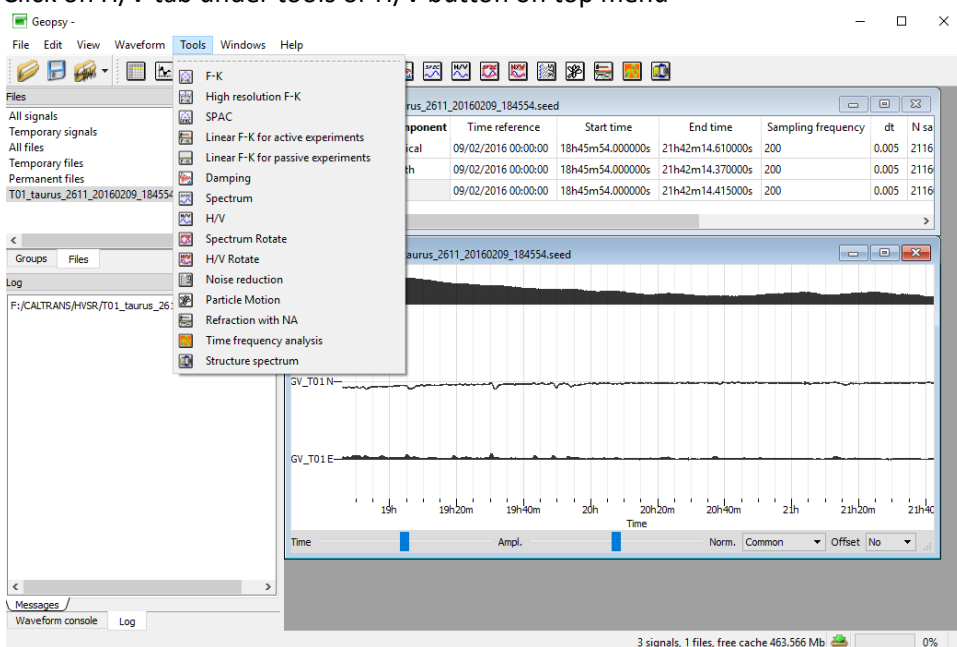 Click on H/V tab under tools or H/V button on top menu
Geopsy -
File Edit View Waveform Tools Windows Help
Files
All signals
Temporary signals
All files
Temporary files
Permanent files
T01_taurus_2611_20160209_184554
Groups Files
Log
F:/CALTRANS/HVSR/T01_taurus_261
F-K
High resolution F-K
SPAC
Linear F-K for active experiments
Linear F-K for passive experiments
Damping
Spectrum
H/V
Spectrum Rotate
H/V Rotate
Noise reduction
Particle Motion
Refraction with NA
Time frequency analysis
Structure spectrum
rus_2611_20160209_184554.seed
nponent Time reference Start time End time Sampling frequency dt N sa
ical 09/02/2016 00:00:00 18h45m54.000000s 21h42m14.610000s 200 0.005 2116
th 09/02/2016 00:00:00 18h45m54.000000s 21h42m14.370000s 200 0.005 2116
09/02/2016 00:00:00 18h45m54.000000s 21h42m14.415000s 200 0.005 2116
aurus_2611_20160209_184554.seed
GV_T01 N
GV_T01 E
19h 19h20m 19h40m 20h 20h20m 20h40m 21h 21h20m 21h40
Time
Time Ampl. Norm. Common Offset No
Messages
Waveform console Log
3 signals, 1 files, free cache 463.566 Mb 0%